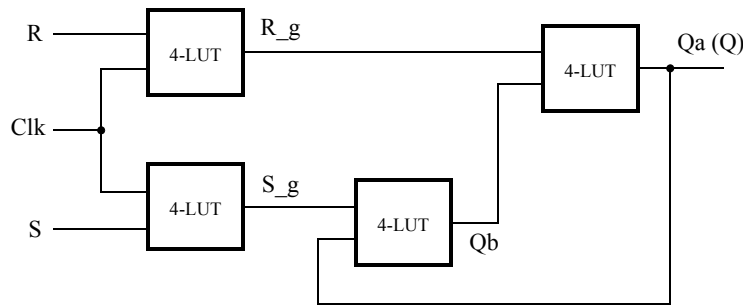 R
4-LUT
R_g
4-LUT
Qa (Q)
Clk
4-LUT
S_g
S
4-LUT
Qb